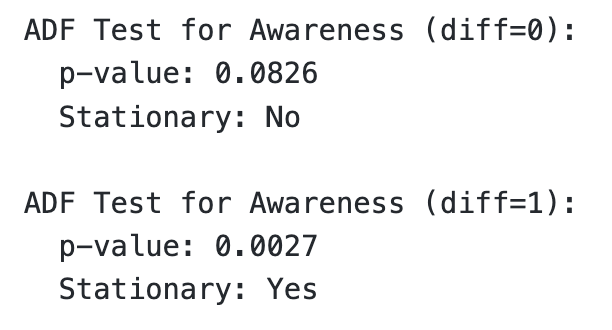 ADF Test for Awareness (diff=0):
p-value: 0.0826
Stationary: No
ADF Test for Awareness (diff=1):
p-value: 0.0027
Stationary: Yes